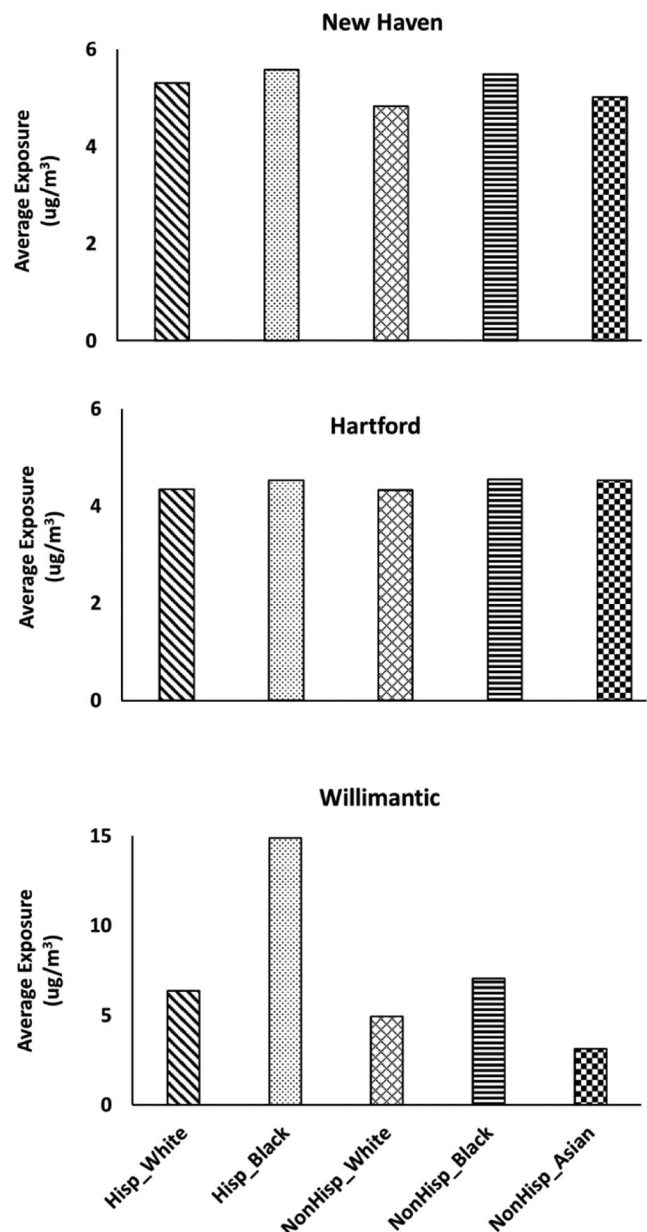 New Haven
Average Exposure
(ug/m³)
6
4
2
0
Hartford
Average Exposure
(ug/m³)
6
4
2
0
Willimantic
Average Exposure
(ug/m³)
15
10
5
0
Hisp_White
Hisp_Black
NonHisp_White
NonHisp_Black
NonHisp_Asian